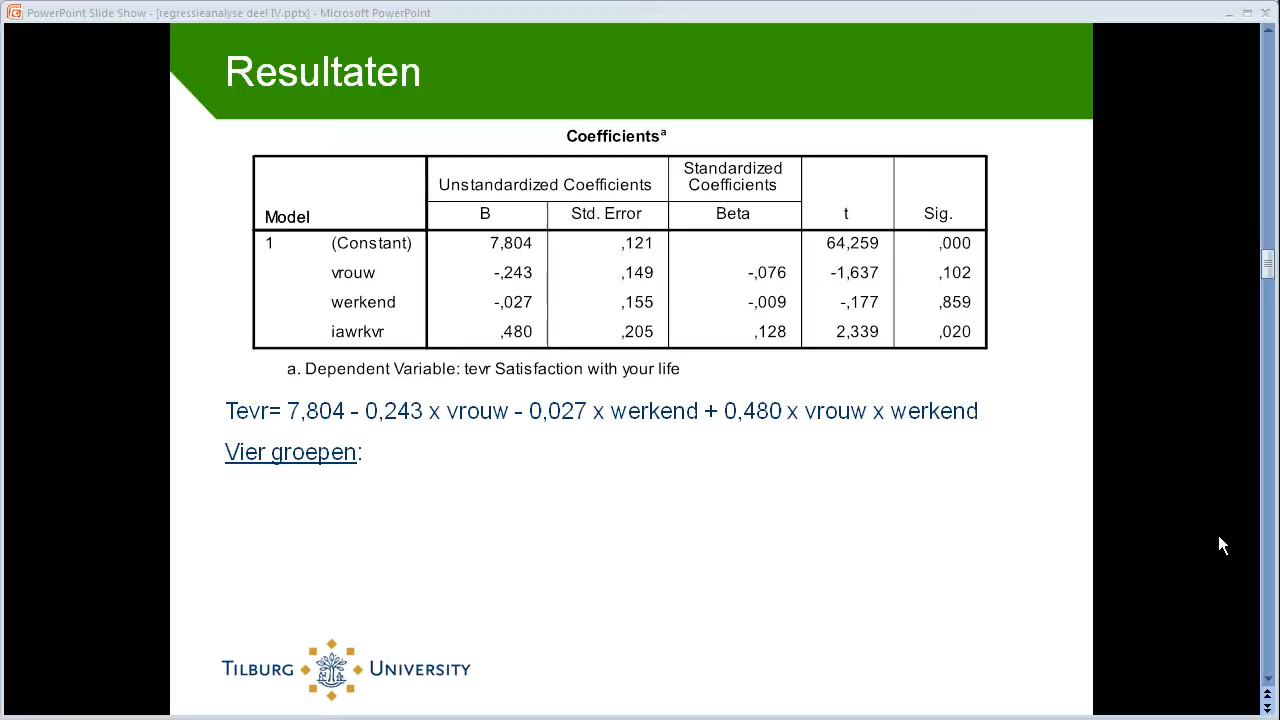 PowerPoint Slide Show - [regressieanalyse deel IV.pptx] - Microsoft PowerPoint
Resultaten
Coefficientsᵃ
Model Unstandardized Coefficients Standardized Coefficients t Sig.
B Std. Error Beta
1 (Constant) 7,804 ,121 64,259 ,000
vrouw -,243 ,149 -,076 -1,637 ,102
werkend -,027 ,155 -,009 -,177 ,859
iawrkvr ,480 ,205 ,128 2,339 ,020
a. Dependent Variable: tevr Satisfaction with your life
Tevr= 7,804 - 0,243 x vrouw - 0,027 x werkend + 0,480 x vrouw x werkend
Vier groepen:
TILBURG UNIVERSITY